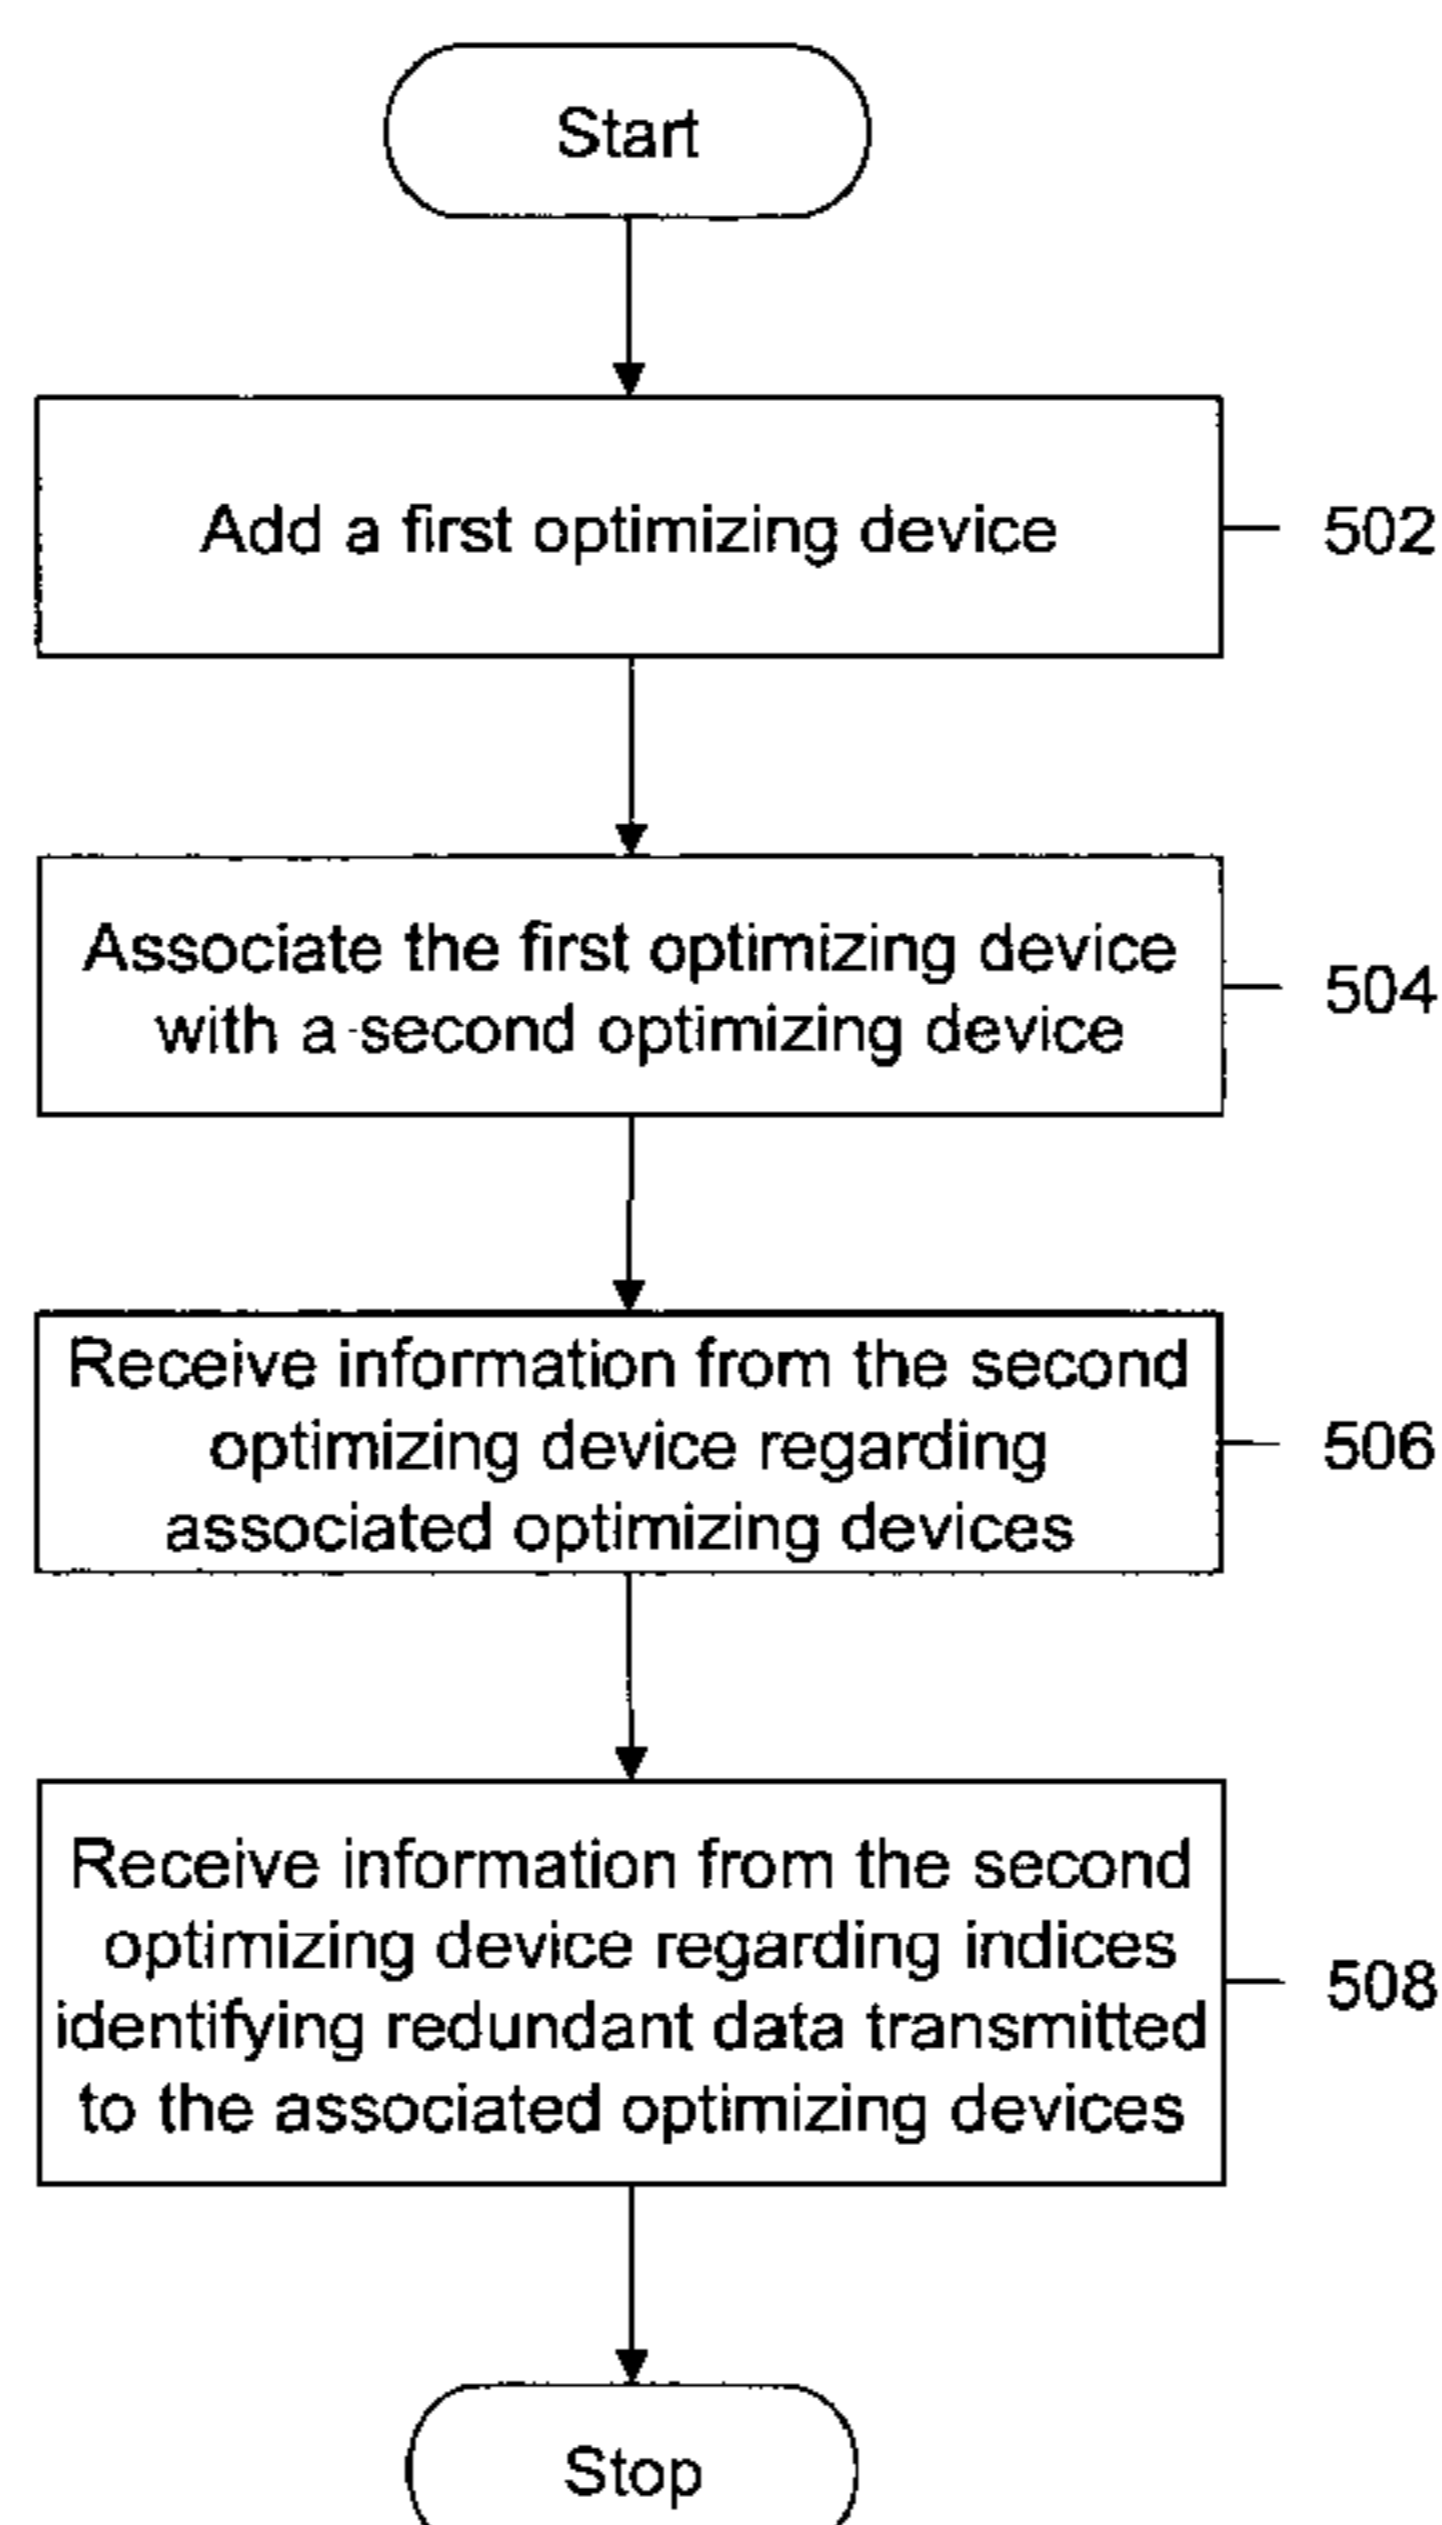 Start
Add a first optimizing device
502
Associate the first optimizing device
with a second optimizing device
504
Receive information from the second
optimizing device regarding
associated optimizing devices
506
Receive information from the second
optimizing device regarding indices
identifying redundant data transmitted
to the associated optimizing devices
508
Stop